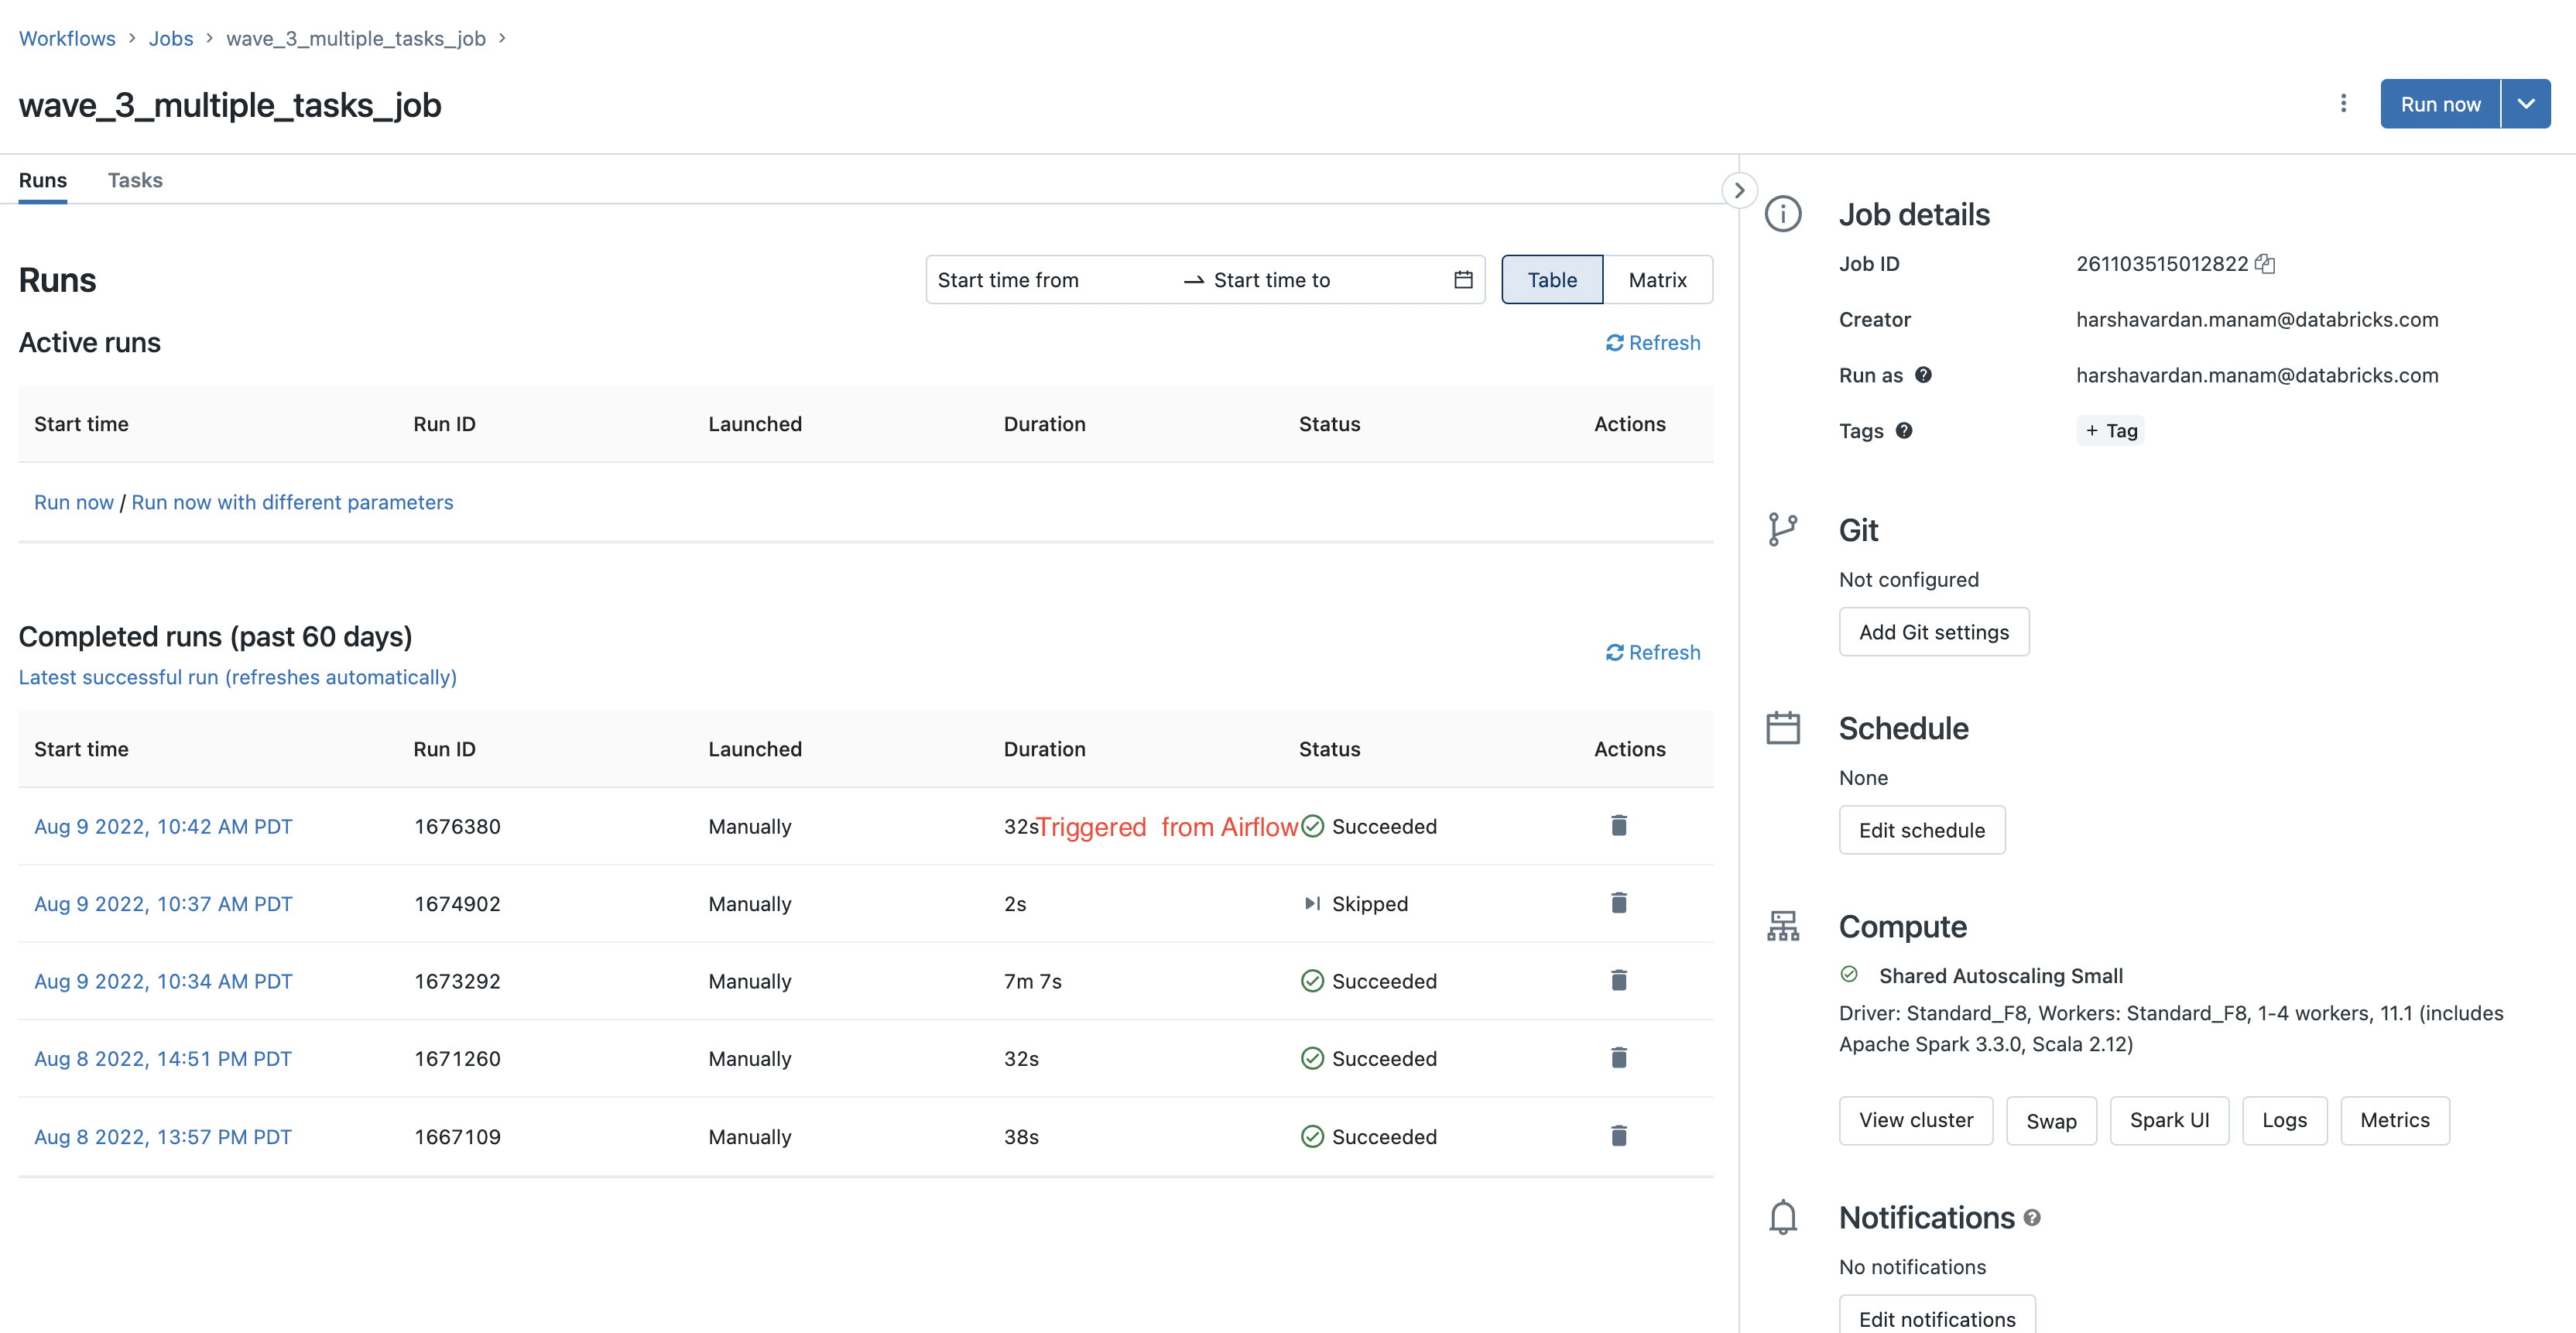 Workflows > Jobs > wave_3_multiple_tasks_job >
wave_3_multiple_tasks_job
Run now
Runs Tasks
Runs
Start time from → Start time to
Table Matrix
Active runs
Refresh
Start time Run ID Launched Duration Status Actions
Run now / Run now with different parameters
Completed runs (past 60 days)
Refresh
Latest successful run (refreshes automatically)
Start time Run ID Launched Duration Status Actions
Aug 9 2022, 10:42 AM PDT 1676380 Manually 32s Triggered from Airflow Succeeded
Aug 9 2022, 10:37 AM PDT 1674902 Manually 2s Skipped
Aug 9 2022, 10:34 AM PDT 1673292 Manually 7m 7s Succeeded
Aug 8 2022, 14:51 PM PDT 1671260 Manually 32s Succeeded
Aug 8 2022, 13:57 PM PDT 1667109 Manually 38s Succeeded
Job details
Job ID 261103515012822
Creator harshavardan.manam@databricks.com
Run as harshavardan.manam@databricks.com
Tags + Tag
Git
Not configured
Add Git settings
Schedule
None
Edit schedule
Compute
Shared Autoscaling Small
Driver: Standard_F8, Workers: Standard_F8, 1-4 workers, 11.1 (includes
Apache Spark 3.3.0, Scala 2.12)
View cluster Swap Spark UI Logs Metrics
Notifications
No notifications
Edit notifications